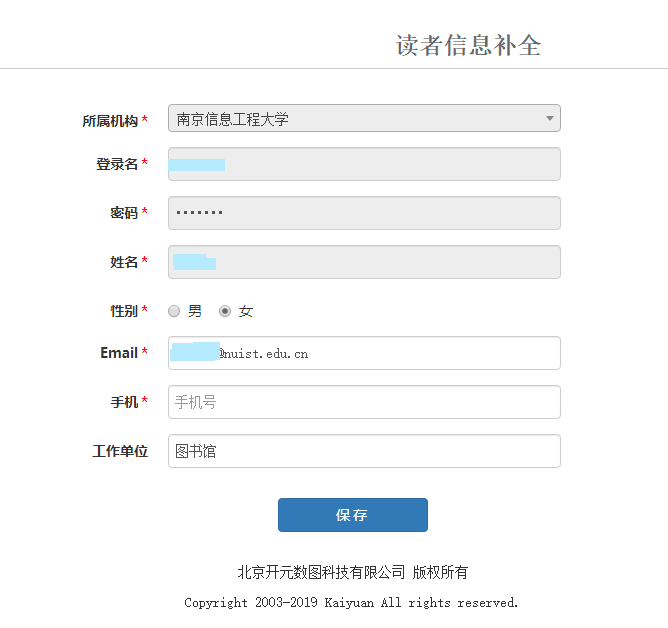 读者信息补全
所属机构 * 南京信息工程大学
登录名 *
密码 * •••••••
姓名 *
性别 * 男 女
Email * @nuist.edu.cn
手机 * 手机号
工作单位 图书馆
保存
北京开元数图科技有限公司 版权所有
Copyright 2003-2019 Kaiyuan All rights reserved.